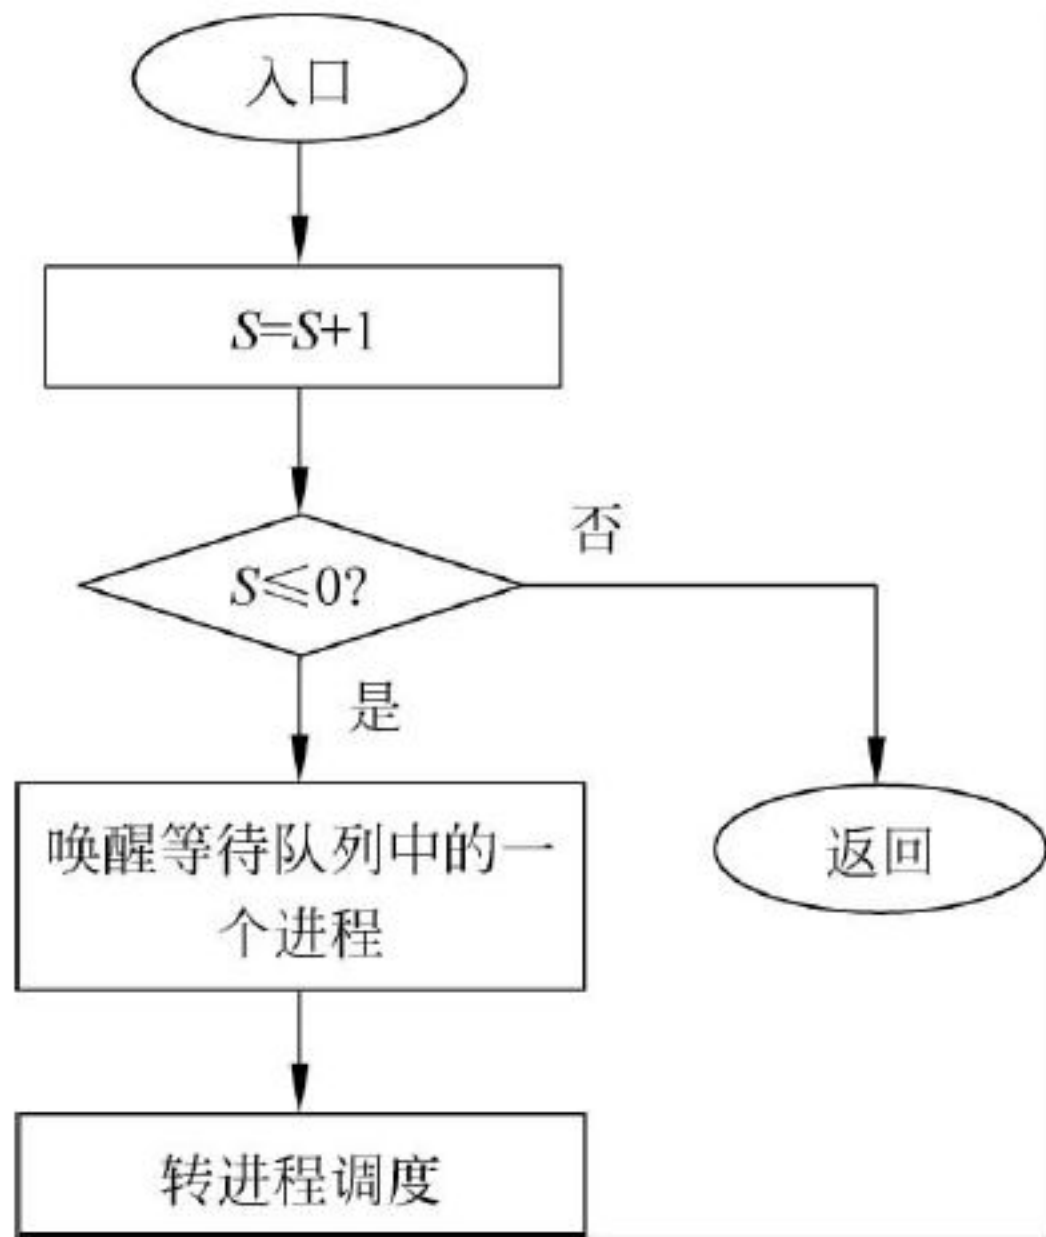 入口
S=S+1
S≤0?
否
是
唤醒等待队列中的一
个进程
返回
转进程调度